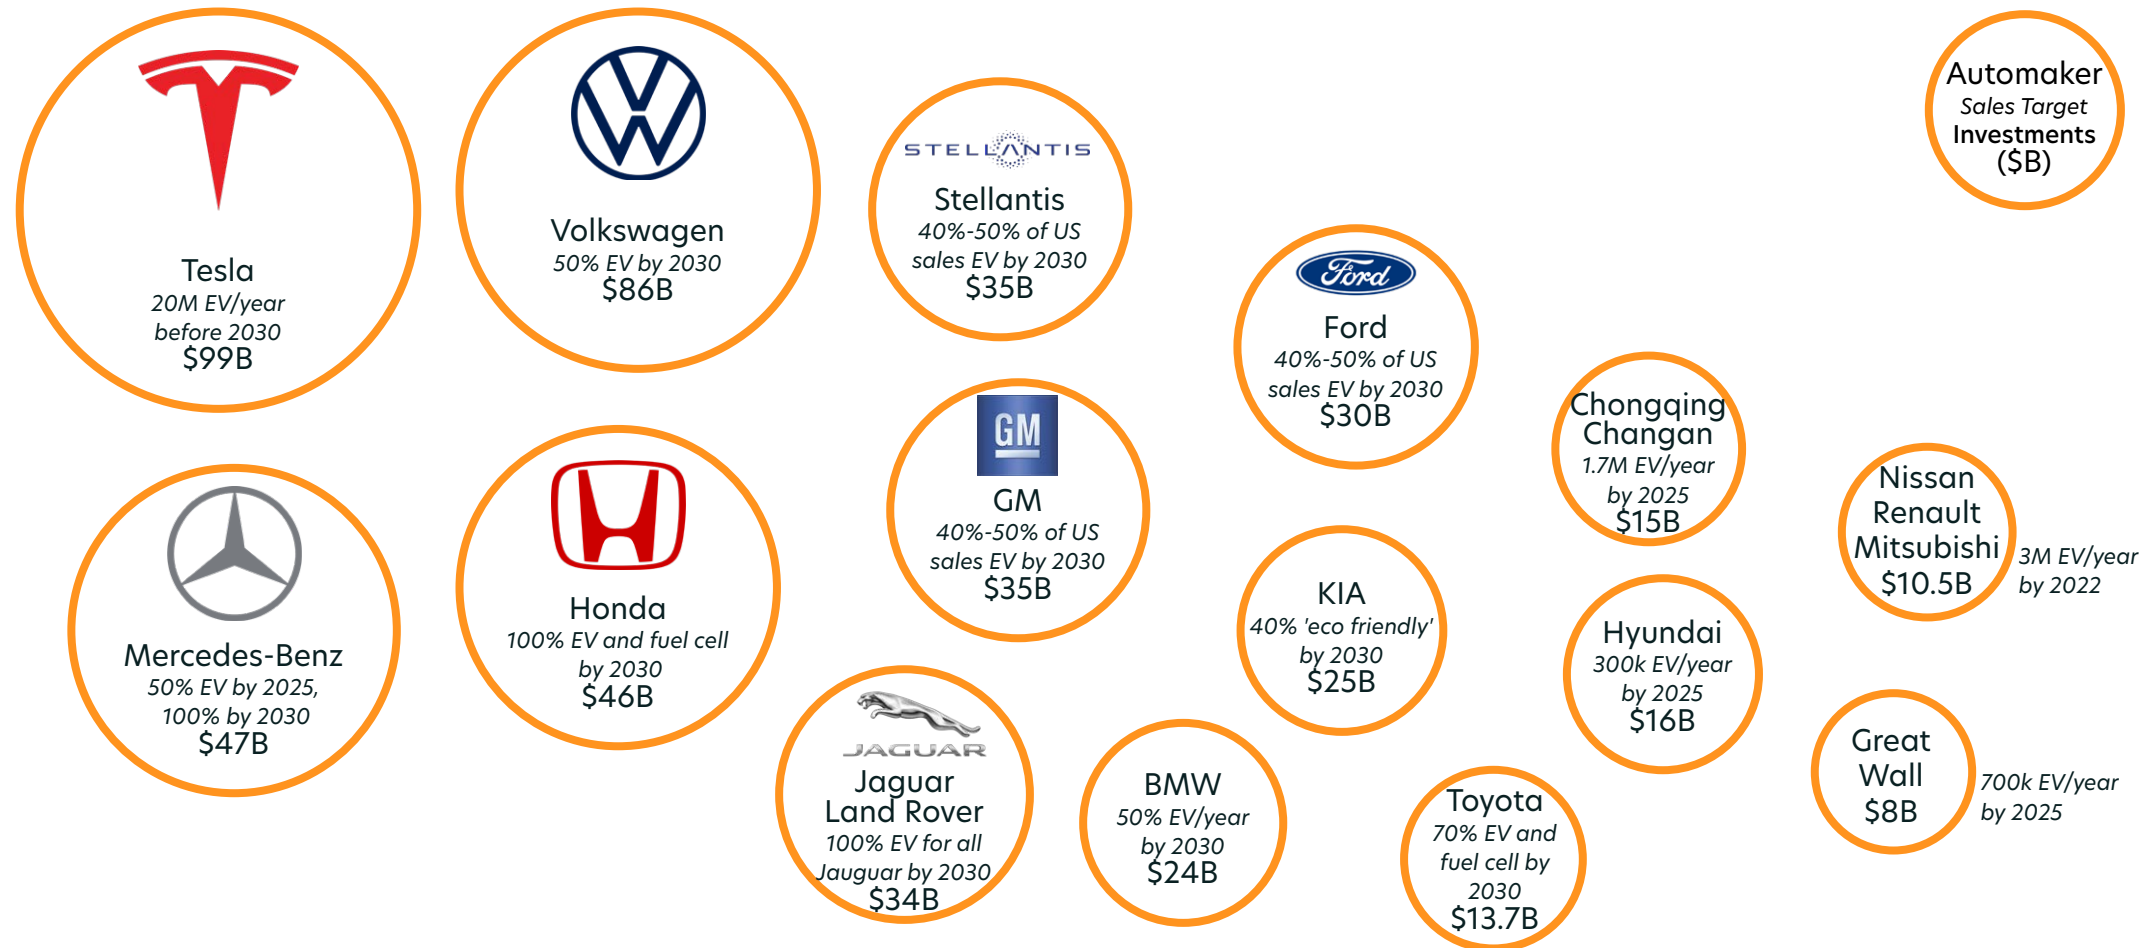 Tesla
20M EV/year
before 2030
$99B
Volkswagen
50% EV by 2030
$86B
STELLANTIS
Stellantis
40%-50% of US
sales EV by 2030
$35B
Automaker
Sales Target
Investments
($B)
Ford
Ford
40%-50% of US
sales EV by 2030
$30B
Mercedes-Benz
50% EV by 2025,
100% by 2030
$47B
Honda
100% EV and fuel cell
by 2030
$46B
GM
GM
40%-50% of US
sales EV by 2030
$35B
Chongqing
Changan
1.7M EV/year
by 2025
$15B
Nissan
Renault
Mitsubishi
$10.5B
3M EV/year
by 2022
KIA
40% 'eco friendly'
by 2030
$25B
Hyundai
300k EV/year
by 2025
$16B
JAGUAR
Jaguar
Land Rover
100% EV for all
Jauguar by 2030
$34B
BMW
50% EV/year
by 2030
$24B
Toyota
70% EV and
fuel cell by
2030
$13.7B
Great
Wall
$8B
700k EV/year
by 2025